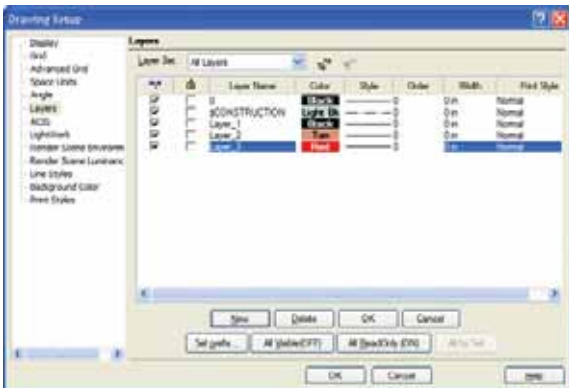 Drawing Setup
Display
Grid
Advanced Grid
Space Units
Angle
Layers
ACIS
LightWork
Render Scene Environm
Render Scene Luminanc
Line Styles
Background Color
Print Styles
Layers
Layer Set: All Layers
Layer Name Color Style Order Width Print Style
0 Black 0 0 in Normal
$CONSTRUCTION Light Bl 0 0 in Normal
Layer_1 Black 0 0 in Normal
Layer_2 Tan 0 0 in Normal
Layer_3 Red 0 0 in Normal
New Delete OK Cancel
Set prefix... All Visible(OFF) All ReadOnly (ON)
OK Cancel Help